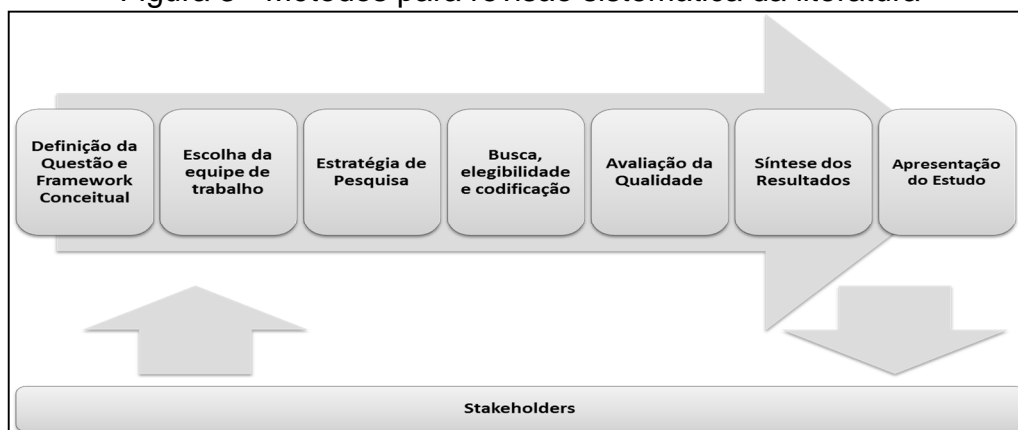 Figura - Métodos para revisão sistemática da literatura
Definição da
Questão e
Framework
Conceitual
Escolha da
equipe de
trabalho
Estratégia de
Pesquisa
Busca,
elegibilidade
e codificação
Avaliação da
Qualidade
Síntese dos
Resultados
Apresentação
do Estudo
Stakeholders